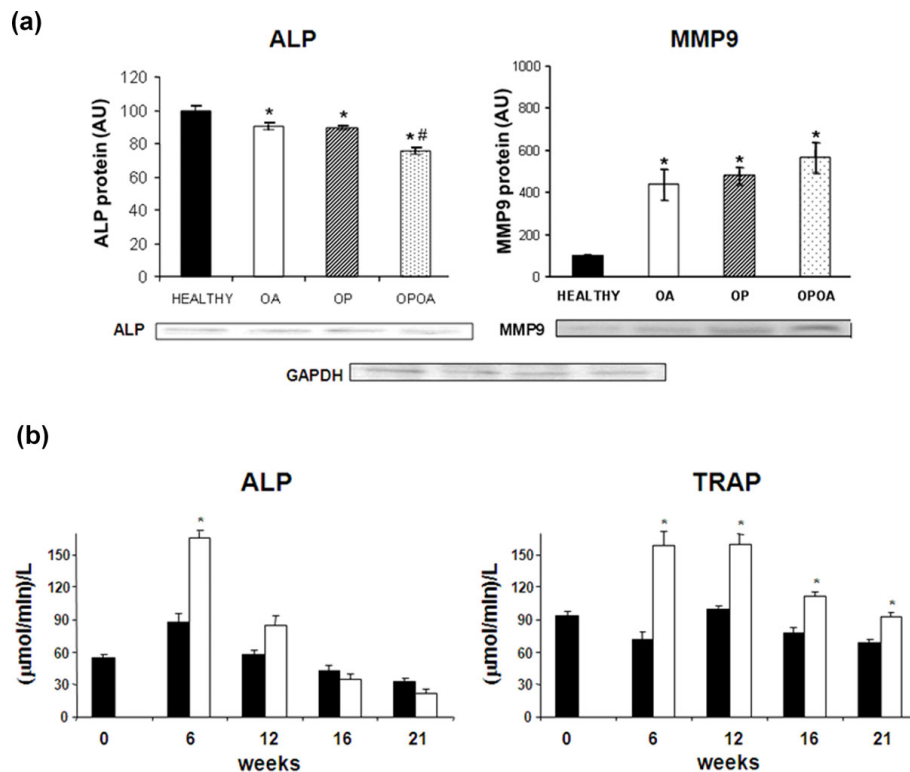 (a)
ALP
MMP9
ALP protein (AU)
120
100
80
60
40
20
0
*
*
*#
HEALTHY OA OP OPOA
ALP
MMP9 protein (AU)
1000
800
600
400
200
0
*
*
*
HEALTHY OA OP OPOA
MMP9
GAPDH
(b)
ALP
TRAP
(µmol/mln)/L
150
120
90
60
30
0
*
0 6 12 16 21
weeks
(µmol/mln)/L
150
120
90
60
30
0
*
*
*
*
0 6 12 16 21
weeks